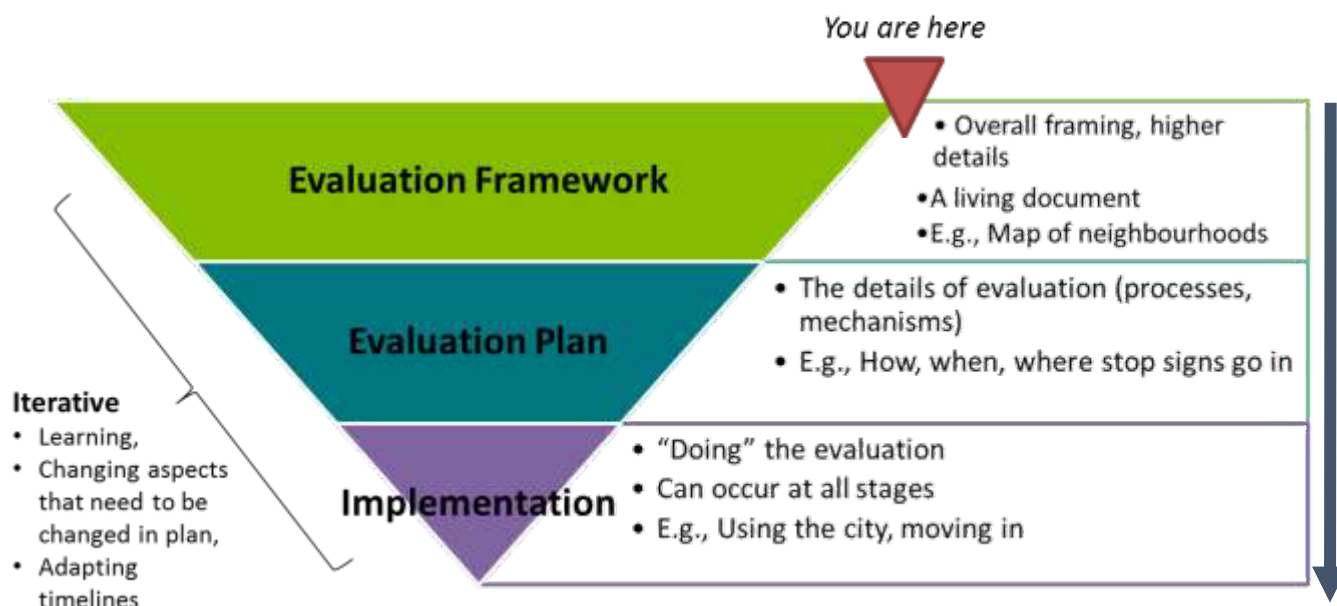 You are here
Evaluation Framework
• Overall framing, higher
details
•A living document
•E.g., Map of neighbourhoods
Evaluation Plan
• The details of evaluation (processes,
mechanisms)
• E.g., How, when, where stop signs go in
Implementation
• “Doing” the evaluation
• Can occur at all stages
• E.g., Using the city, moving in
Iterative
• Learning,
• Changing aspects
that need to be
changed in plan,
• Adapting
timelines